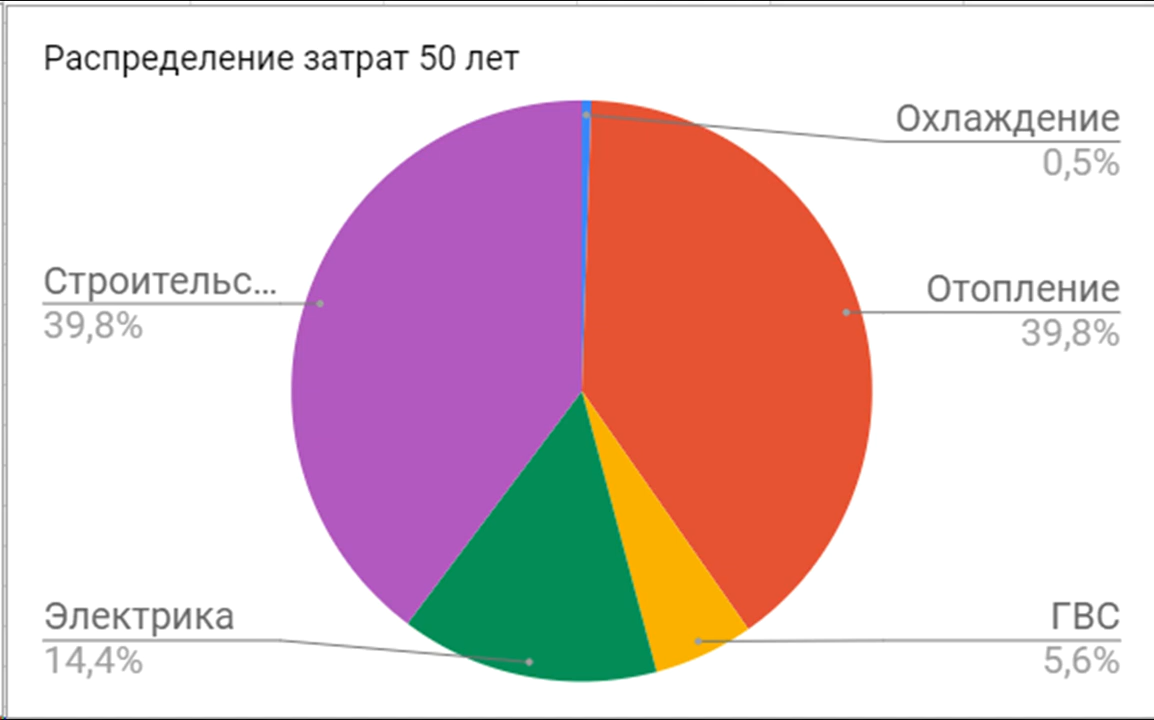 Распределение затрат 50 лет
Охлаждение
0,5%
Строительс...
39,8%
Отопление
39,8%
Электрика
14,4%
ГВС
5,6%